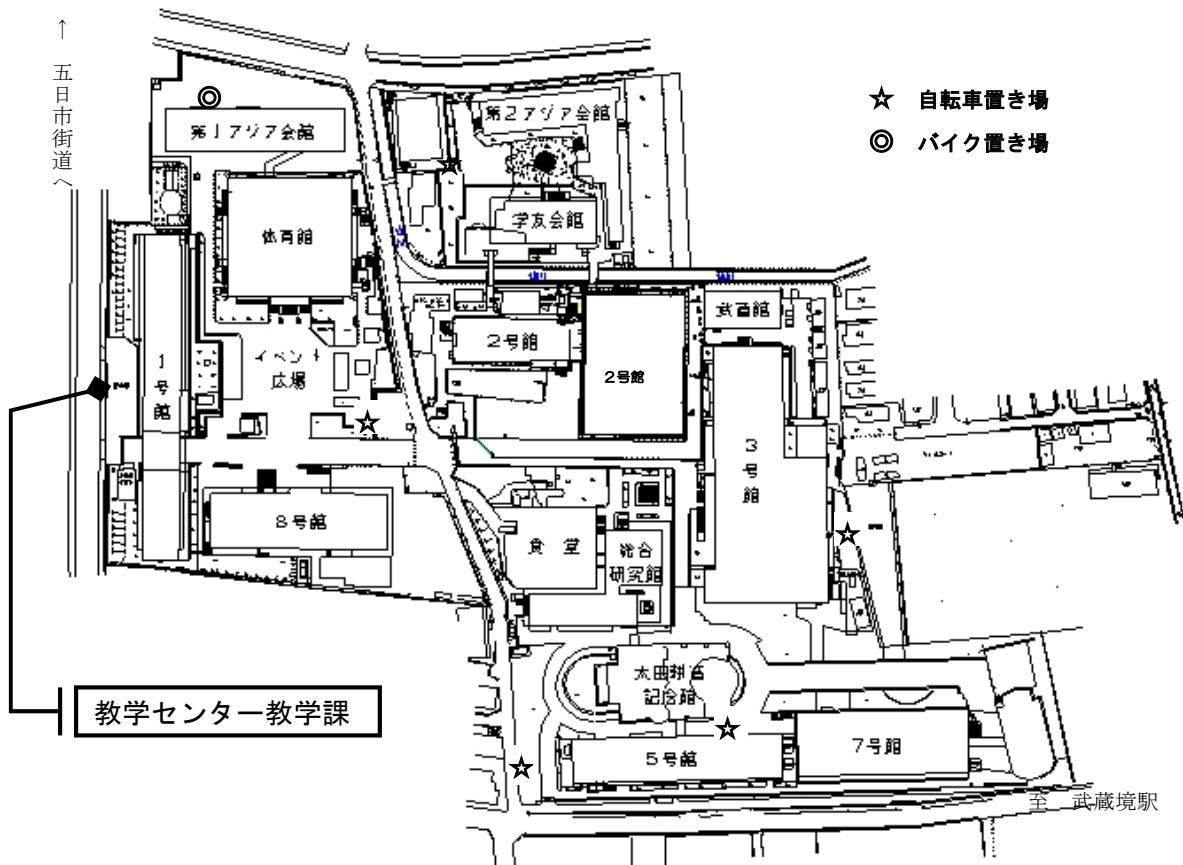 ↑ 五日市街道へ
☆ 自転車置き場
◎ バイク置き場
第1アジア会館
第2アジア会館
学友会館
体育館
イベント
広場
1号館
2号館
2号館
武道館
3号館
8号館
食堂
総合
研究館
太田耕造
記念館
5号館
7号館
教学センター教学課
至 武蔵境駅